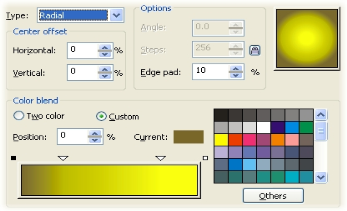 Type: Radial
Options
Center offset
Horizontal: 0 %
Vertical: 0 %
Angle: 0.0
Steps: 256
Edge pad: 10 %
Color blend
Two color
Custom
Position: 0 %
Current:
Others